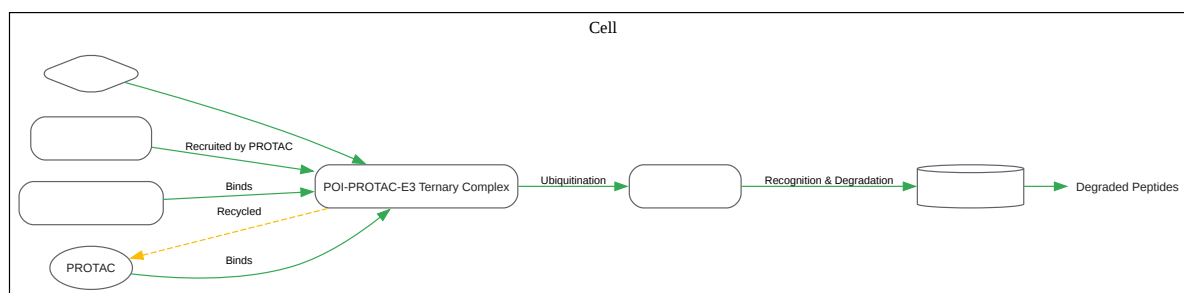 Cell
Recruited by PROTAC
Binds
POI-PROTAC-E3 Ternary Complex
Ubiquitination
Recognition & Degradation
Degraded Peptides
Recycled
PROTAC
Binds